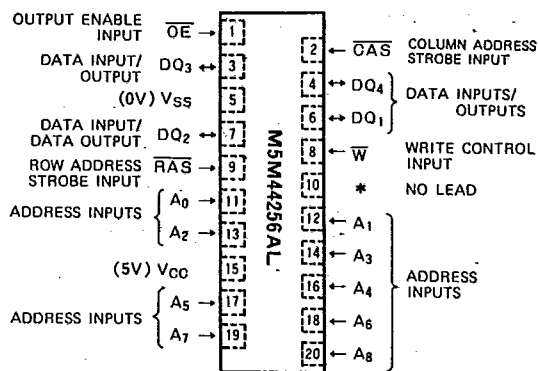 OUTPUT ENABLE
INPUT OE → 1
2 ← CAS COLUMN ADDRESS
STROBE INPUT
DATA INPUT/
OUTPUT DQ3 ↔ 3
4 ↔ DQ4
(0V) VSS 5
DATA INPUTS/
OUTPUTS
6 ↔ DQ1
DATA INPUT/
DATA OUTPUT DQ2 ↔ 7
8 ← W WRITE CONTROL
INPUT
ROW ADDRESS
STROBE INPUT RAS → 9
10 * NO LEAD
ADDRESS INPUTS
A0 → 11
12 ← A1
A2 → 13
14 ← A3
(5V) VCC 15
16 ← A4
ADDRESS
INPUTS
ADDRESS INPUTS
A5 → 17
18 ← A6
A7 → 19
20 ← A8
M5M44256AL